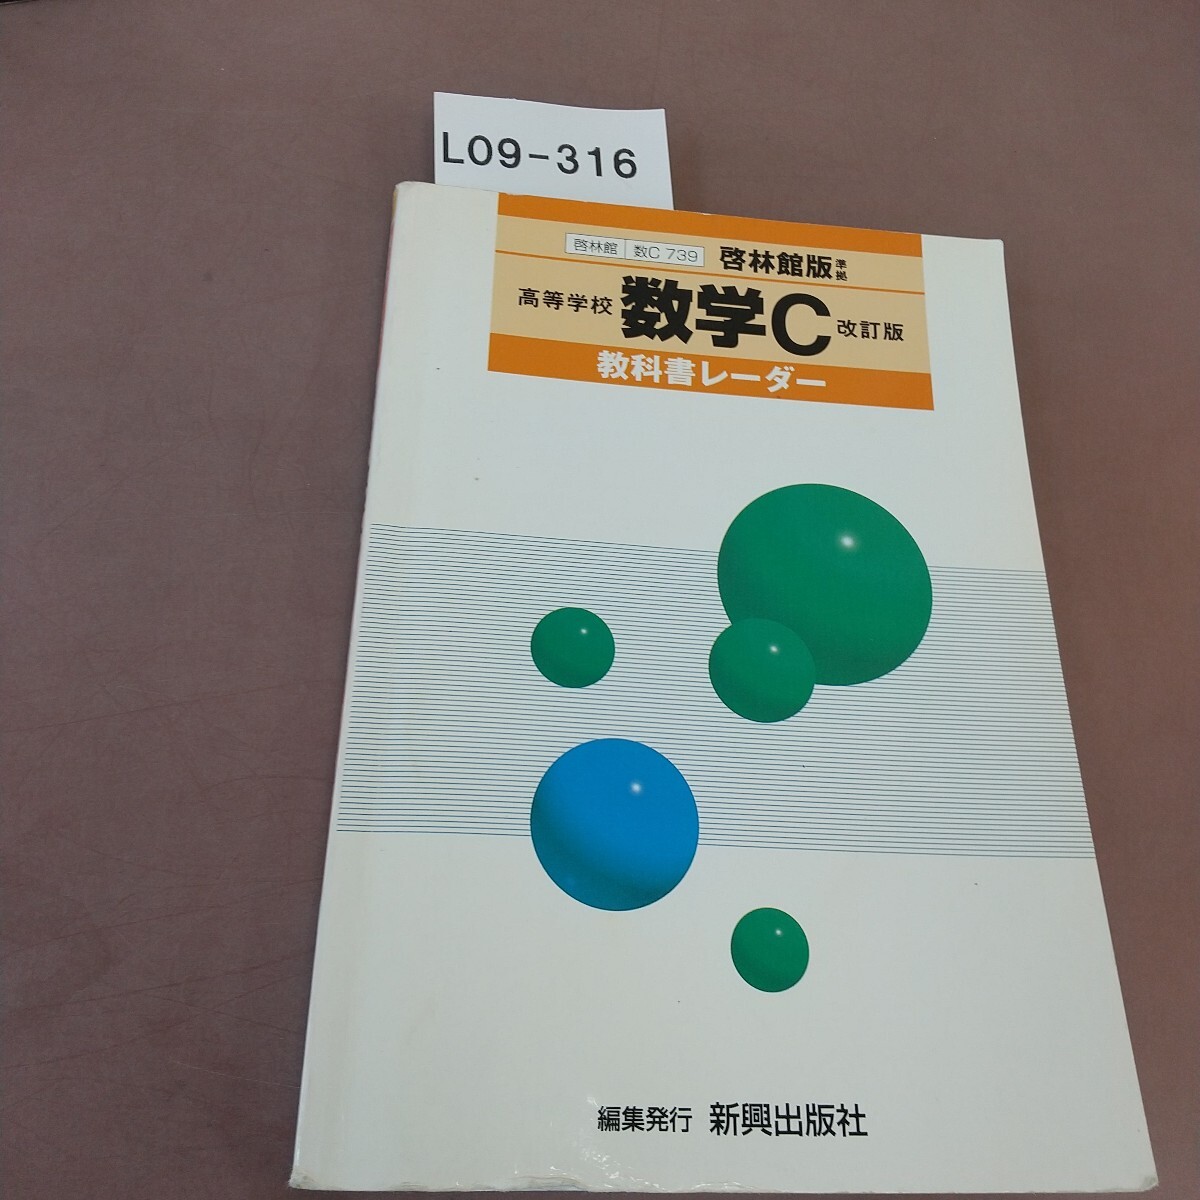 L09-316
啓林館 数C 739 啓林館版準拠
高等学校 数学C 改訂版
教科書レーダー
編集発行 新興出版社